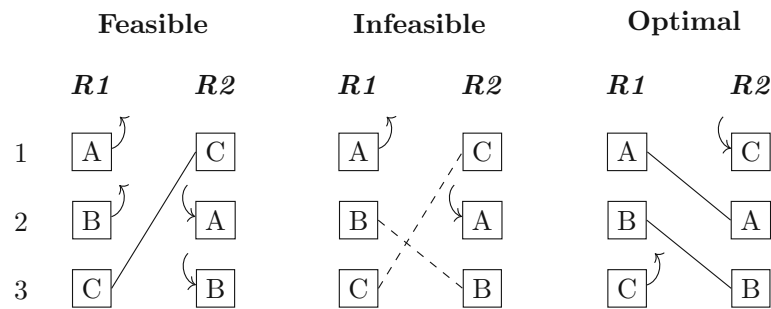 Feasible Infeasible Optimal
R1 R2 R1 R2 R1 R2
1 A C A C A C
2 B A B A B A
3 C B C B C B